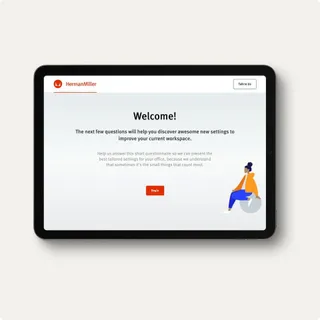 HermanMiller
Talk to us
Welcome!
The next few questions will help you discover awesome new settings to
improve your current workspace.
Help us answer this short questionnaire so we can present the
best tailored settings for your office, because we understand
that sometimes it's the small things that count most.
Begin